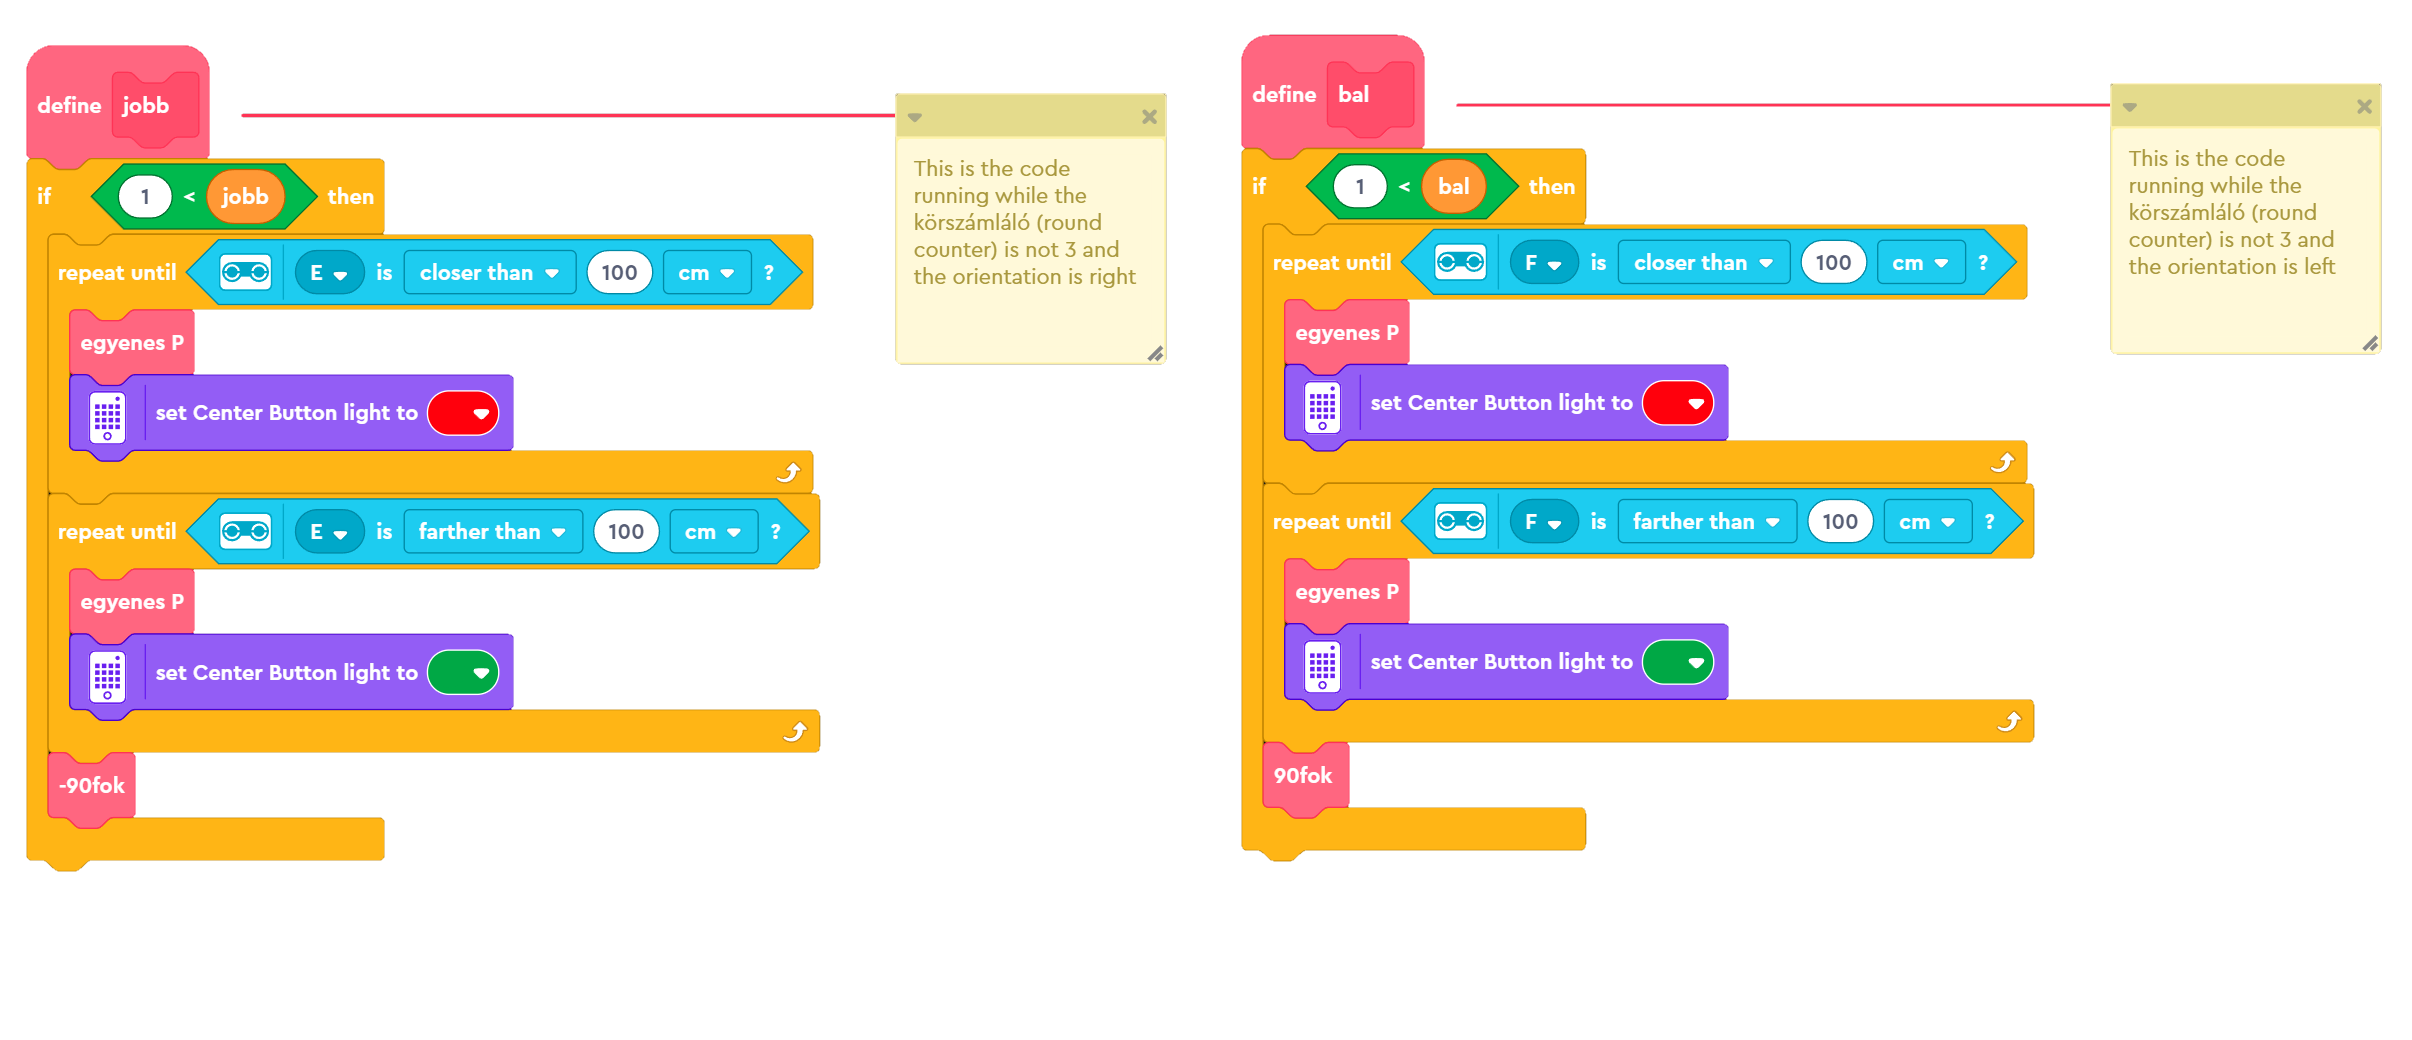 define jobb
if 1 < jobb then
repeat until E is closer than 100 cm ?
egyenes P
set Center Button light to
repeat until E is farther than 100 cm ?
egyenes P
set Center Button light to
-90fok
This is the code
running while the
körszámláló (round
counter) is not 3 and
the orientation is right
define bal
if 1 < bal then
repeat until F is closer than 100 cm ?
egyenes P
set Center Button light to
repeat until F is farther than 100 cm ?
egyenes P
set Center Button light to
90fok
This is the code
running while the
körszámláló (round
counter) is not 3 and
the orientation is left